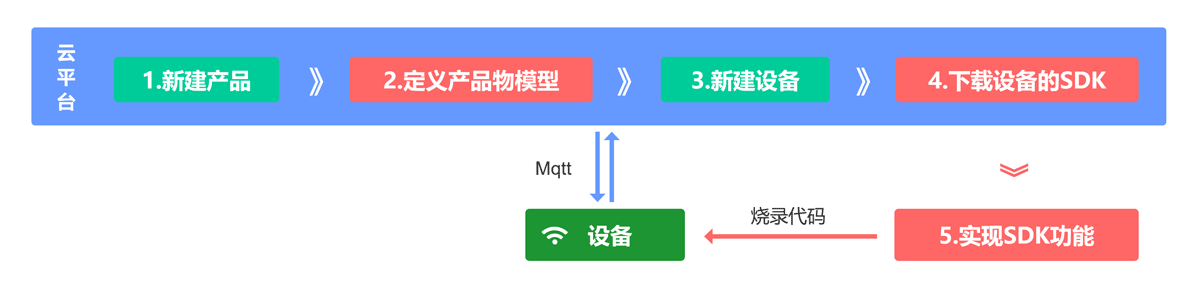 云平台
1.新建产品
2.定义产品物模型
3.新建设备
4.下载设备的SDK
Mqtt
烧录代码
设备
5.实现SDK功能